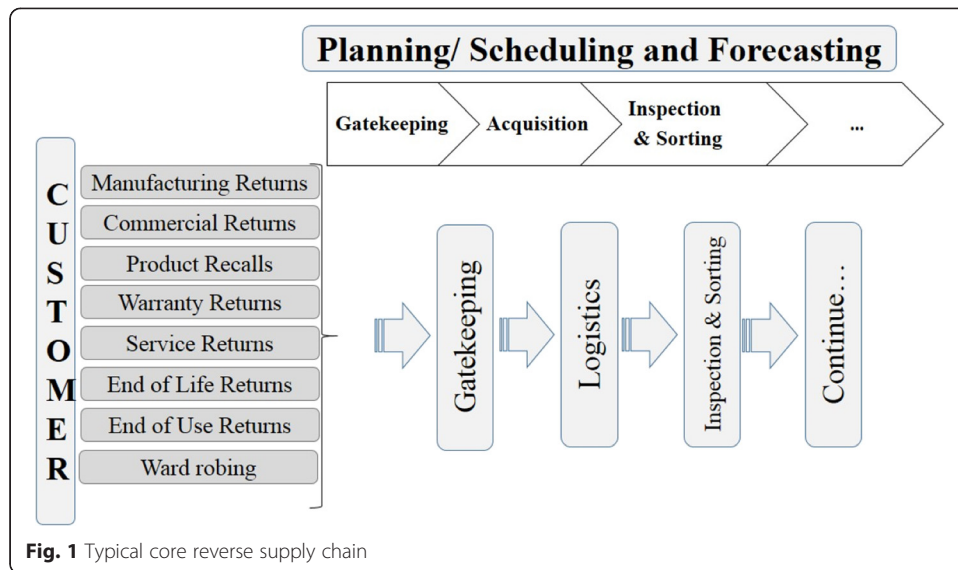 Planning/ Scheduling and Forecasting
Gatekeeping
Acquisition
Inspection
& Sorting
...
CUSTOMER
Manufacturing Returns
Commercial Returns
Product Recalls
Warranty Returns
Service Returns
End of Life Returns
End of Use Returns
Ward robing
Gatekeeping
Logistics
Inspection & Sorting
Continue...
Fig. 1 Typical core reverse supply chain